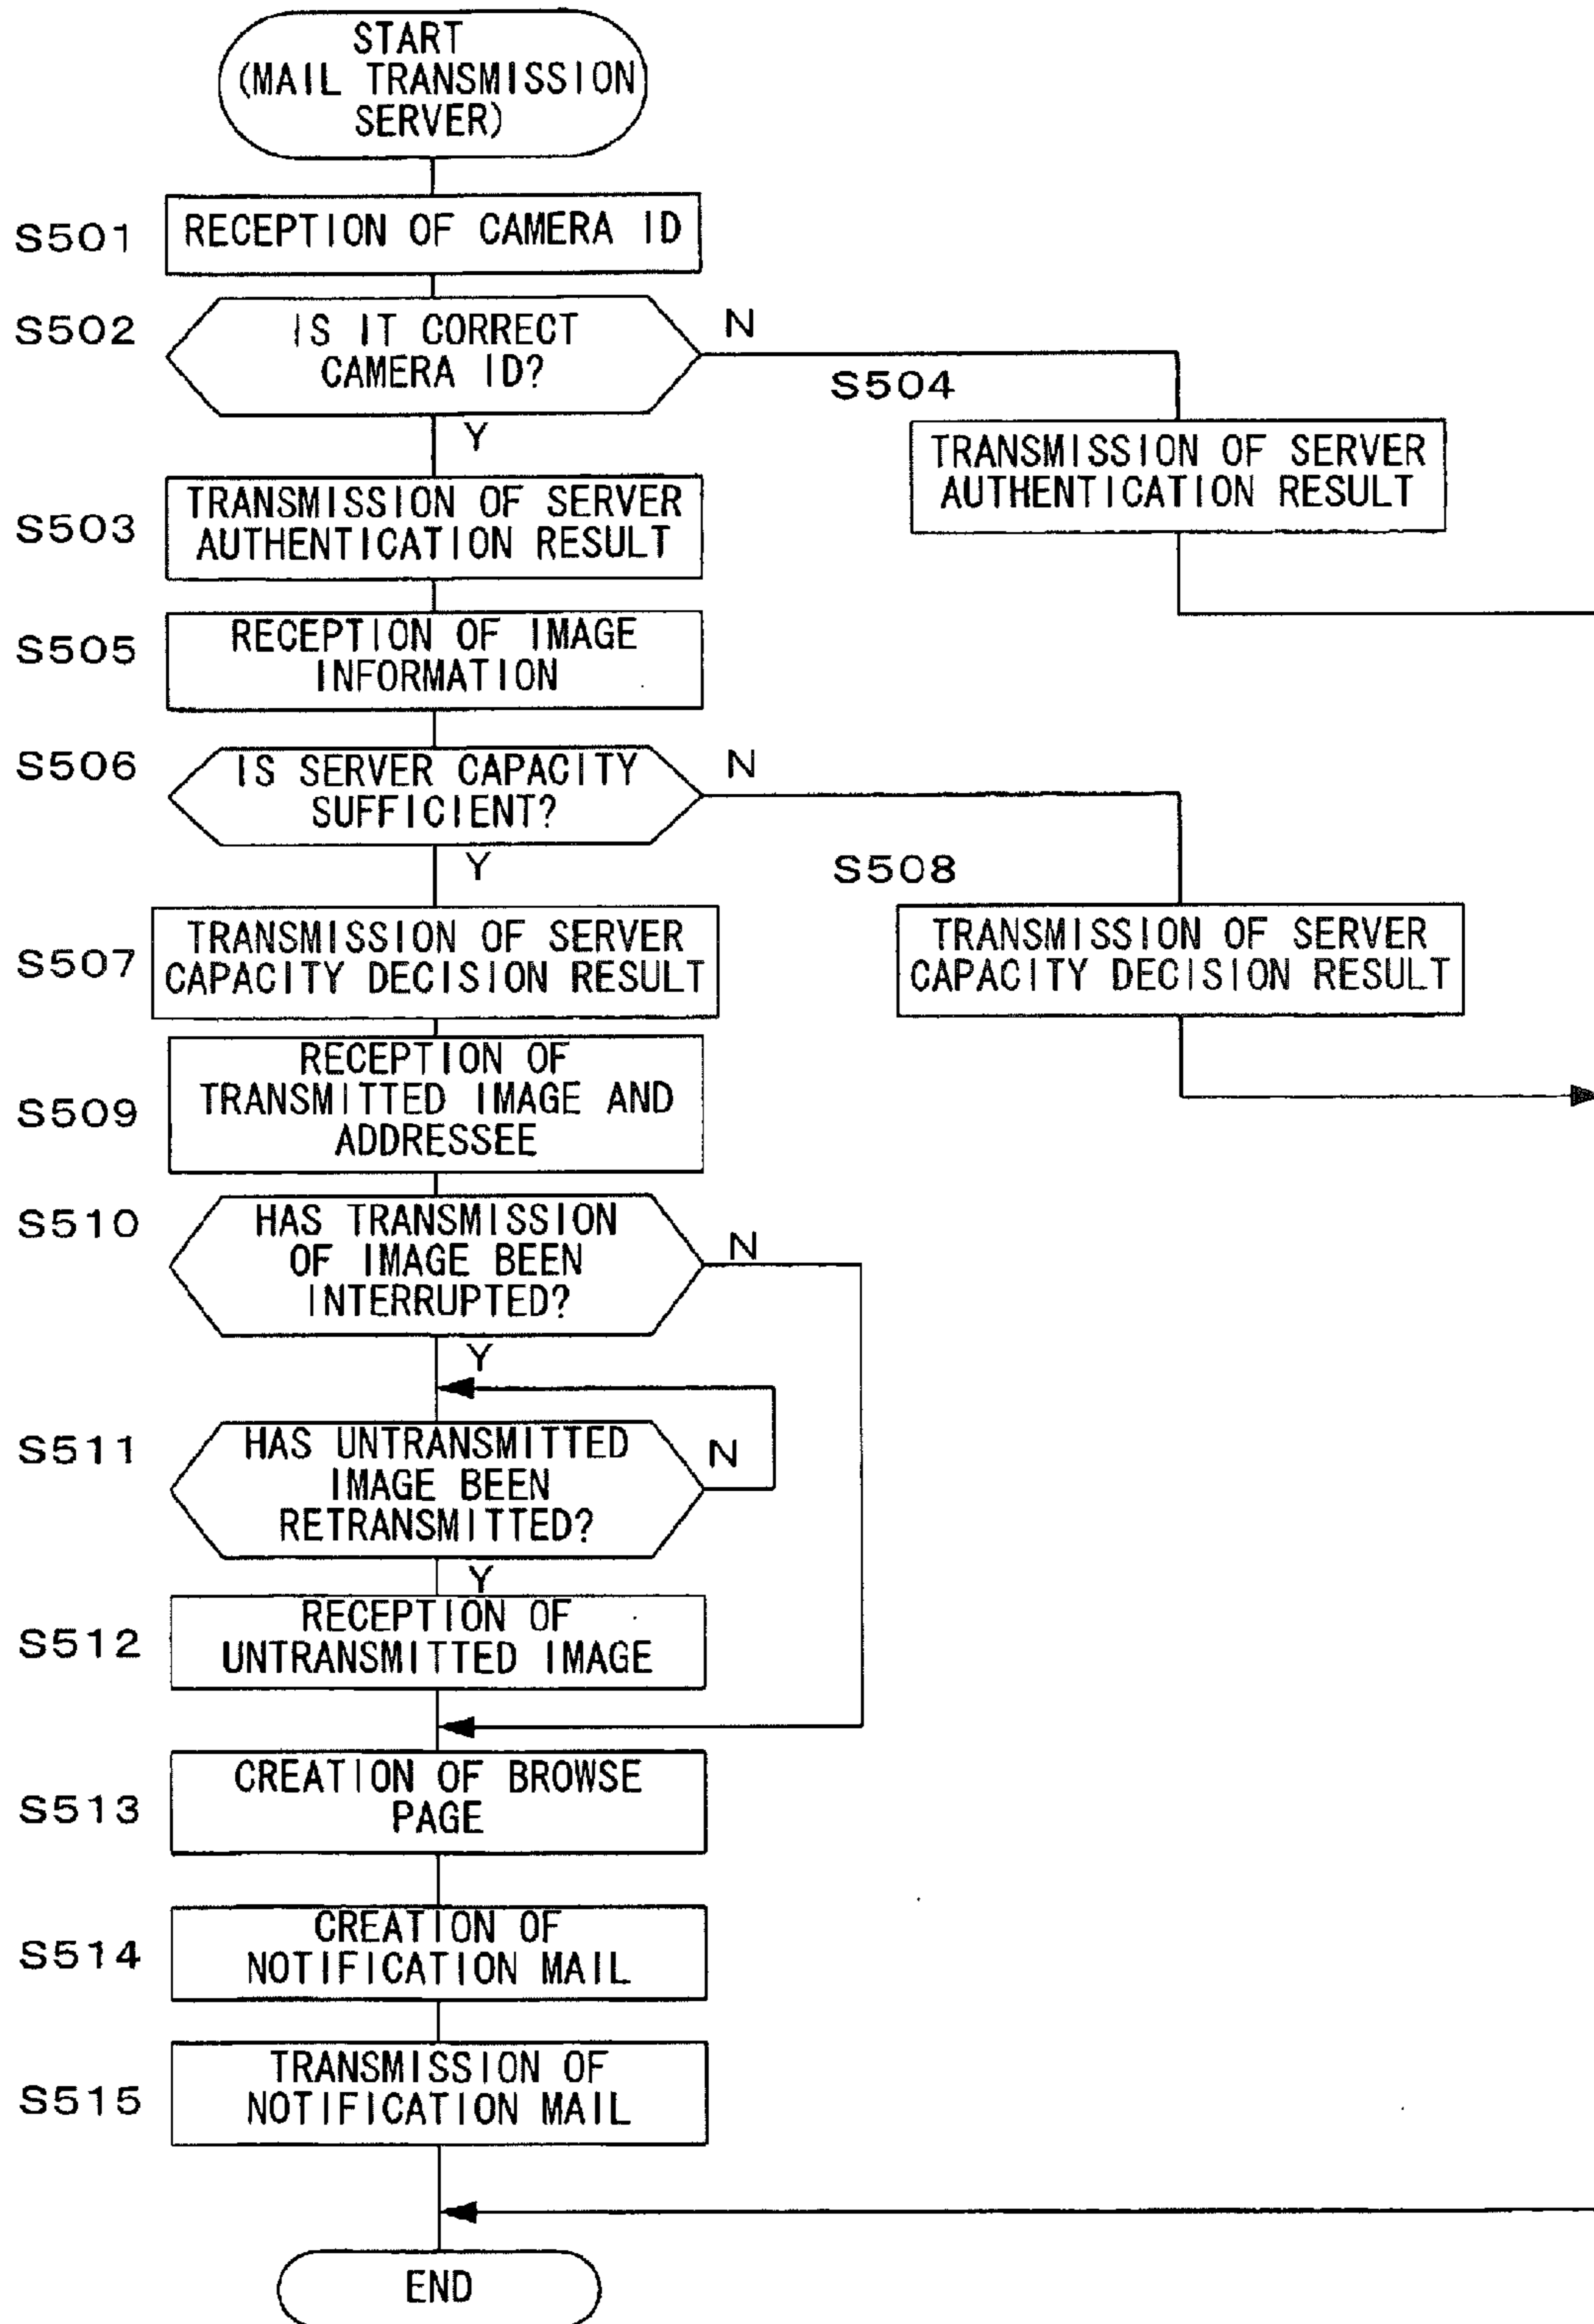 START
(MAIL TRANSMISSION
SERVER)
S501
RECEPTION OF CAMERA ID
S502
IS IT CORRECT
CAMERA ID?
N
Y
S504
TRANSMISSION OF SERVER
AUTHENTICATION RESULT
S503
TRANSMISSION OF SERVER
AUTHENTICATION RESULT
S505
RECEPTION OF IMAGE
INFORMATION
S506
IS SERVER CAPACITY
SUFFICIENT?
N
Y
S508
TRANSMISSION OF SERVER
CAPACITY DECISION RESULT
S507
TRANSMISSION OF SERVER
CAPACITY DECISION RESULT
S509
RECEPTION OF
TRANSMITTED IMAGE AND
ADDRESSEE
S510
HAS TRANSMISSION
OF IMAGE BEEN
INTERRUPTED?
N
Y
S511
HAS UNTRANSMITTED
IMAGE BEEN
RETRANSMITTED?
N
Y
S512
RECEPTION OF
UNTRANSMITTED IMAGE
S513
CREATION OF BROWSE
PAGE
S514
CREATION OF
NOTIFICATION MAIL
S515
TRANSMISSION OF
NOTIFICATION MAIL
END